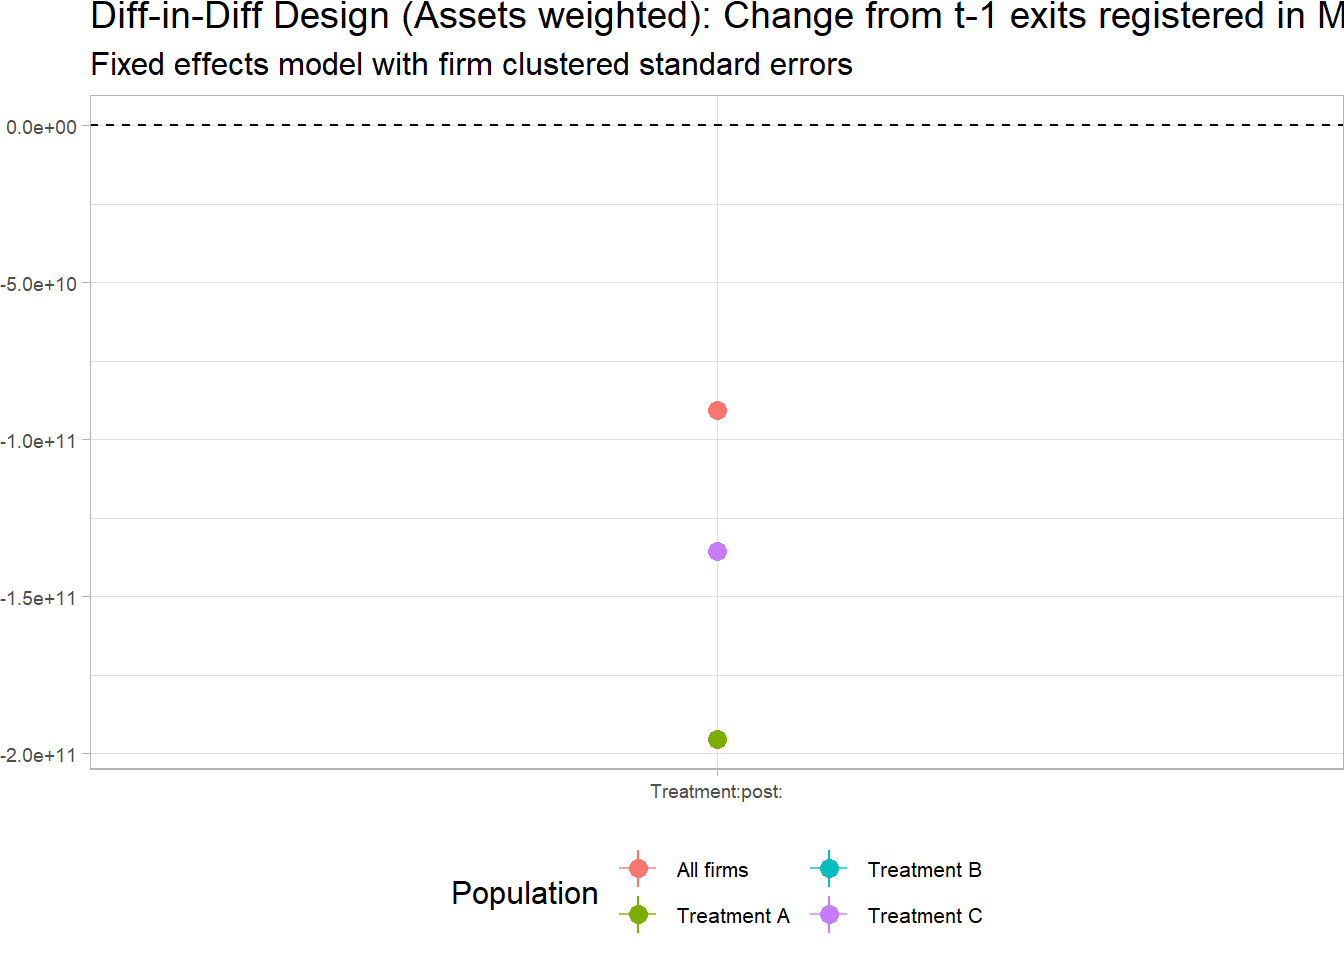 Diff-in-Diff Design (Assets weighted): Change from t-1 exits registered in M
Fixed effects model with firm clustered standard errors
0.0e+00
-5.0e+10
-1.0e+11
-1.5e+11
-2.0e+11
Treatment:post:
Population
All firms
Treatment B
Treatment A
Treatment C